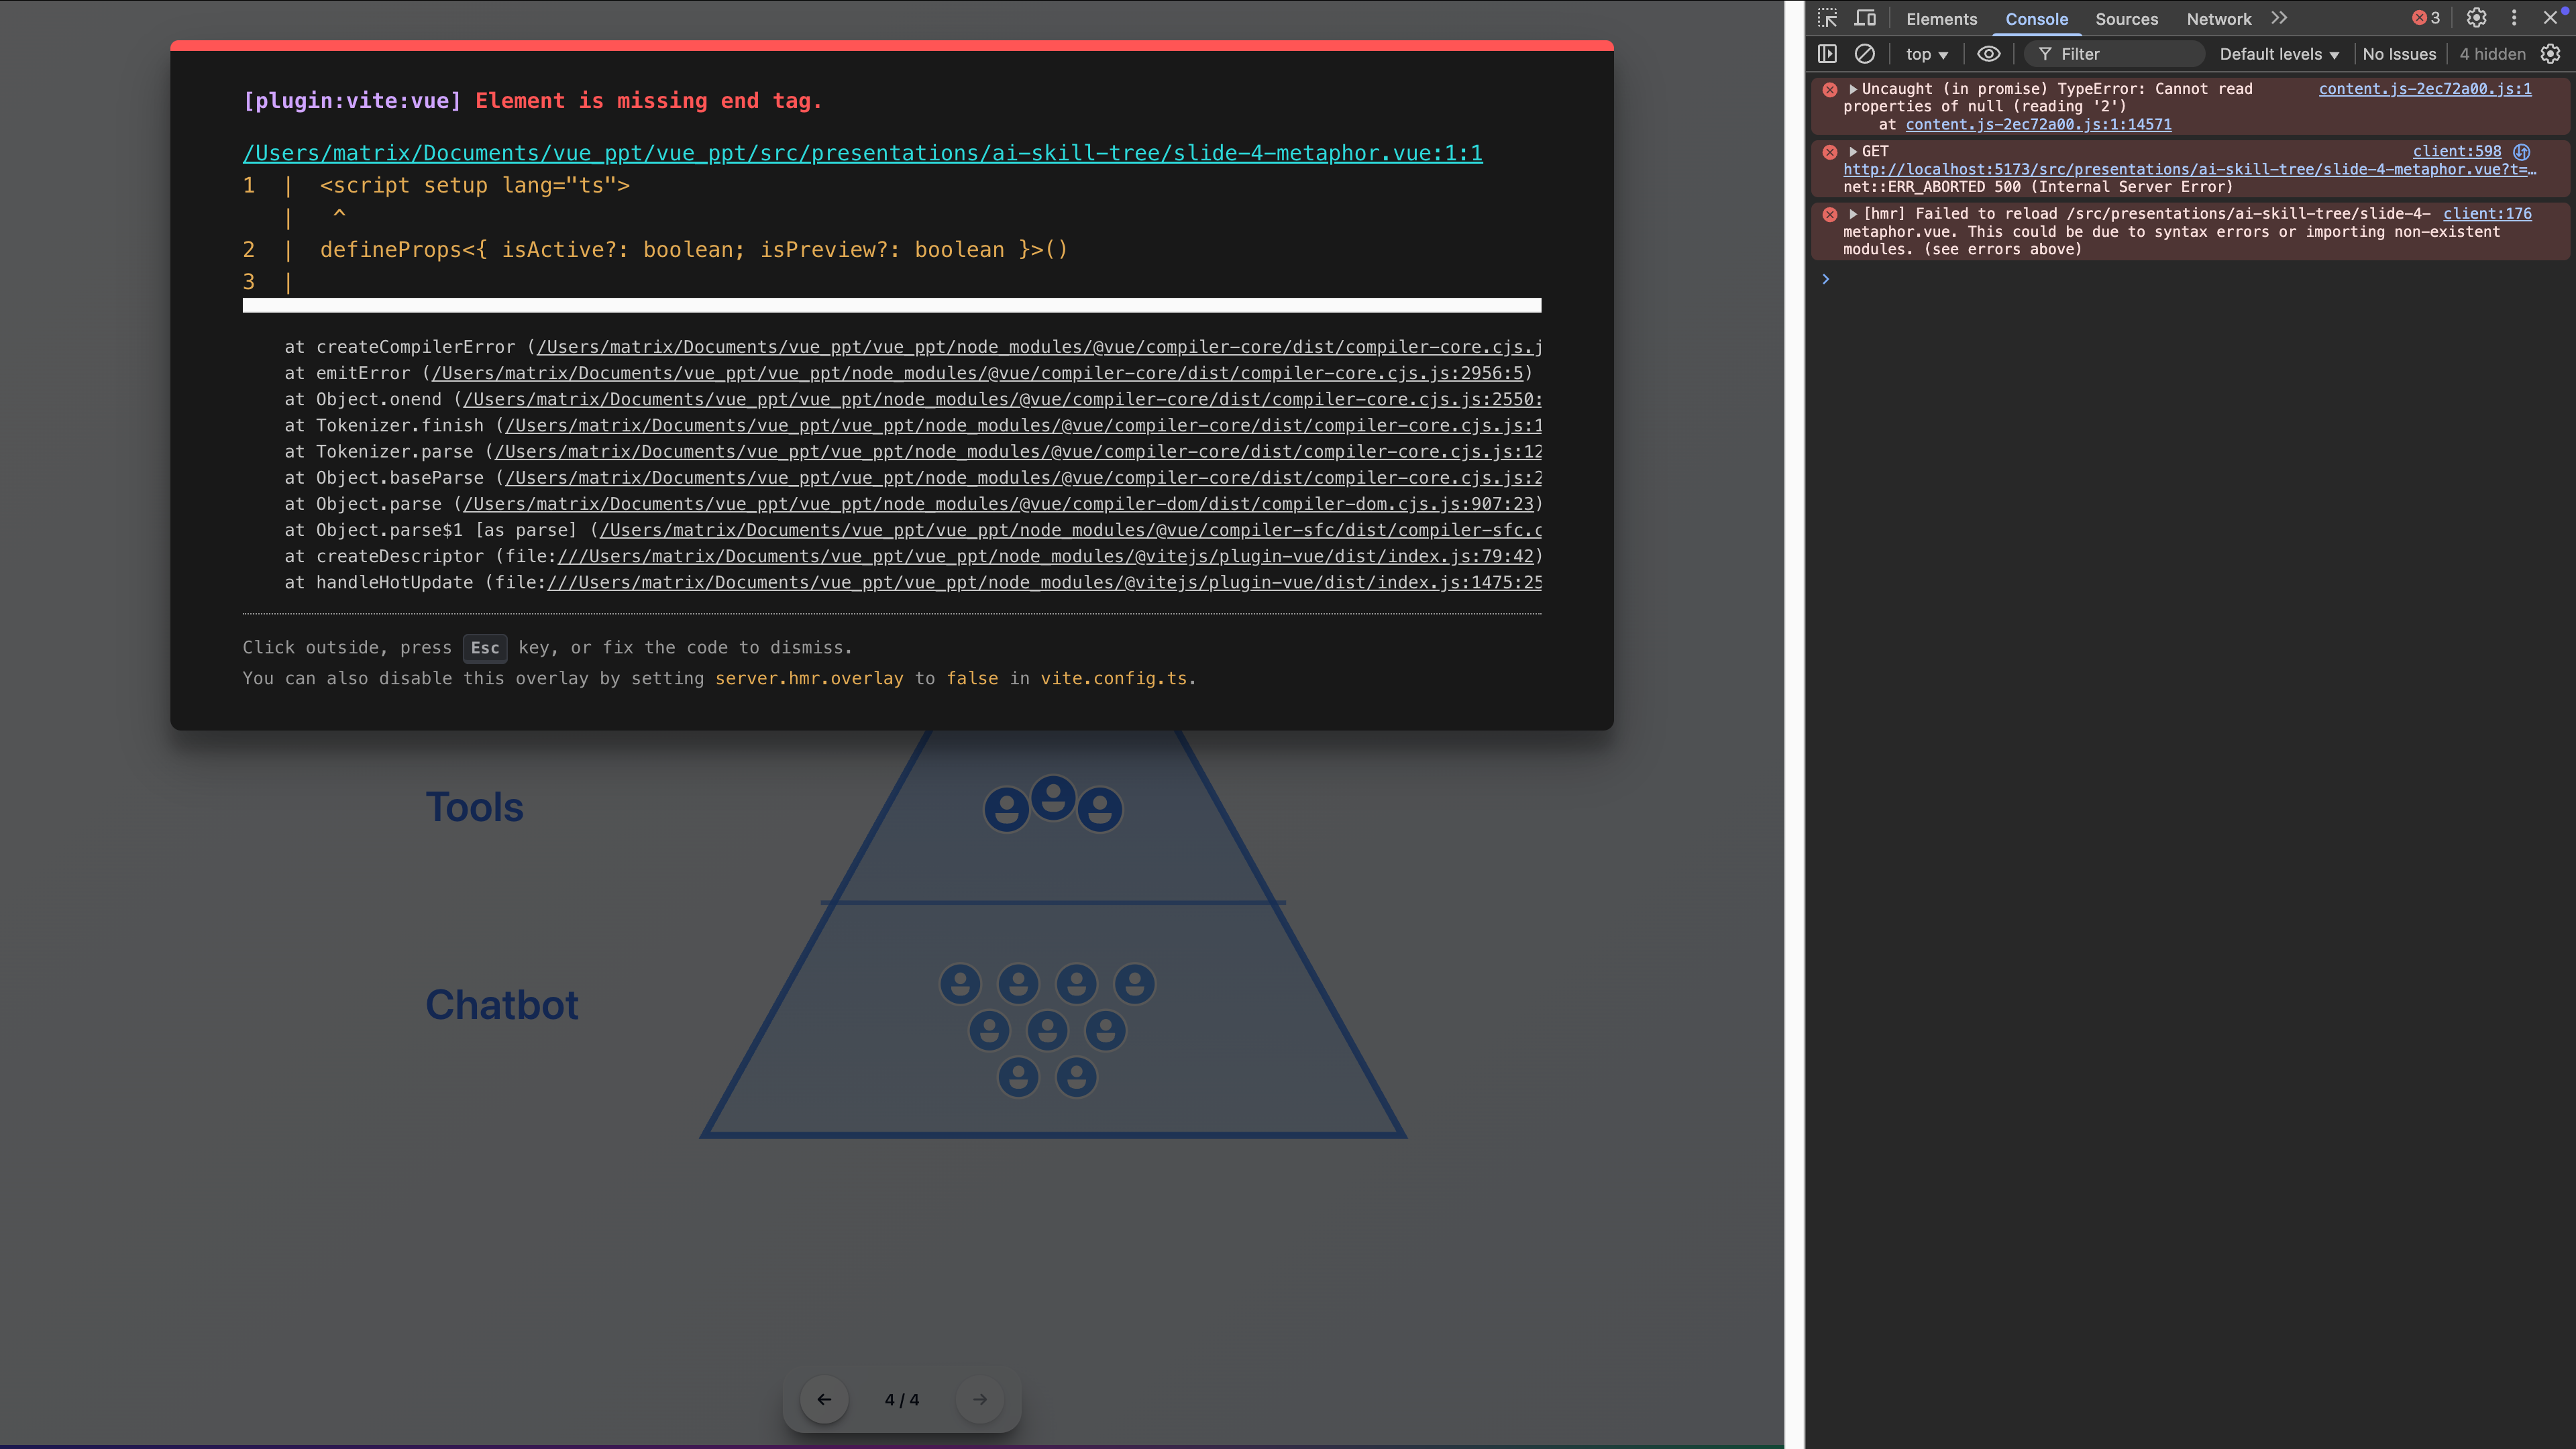 [plugin:vite:vue] Element is missing end tag.
/Users/matrix/Documents/vue_ppt/vue_ppt/src/presentations/ai-skill-tree/slide-4-metaphor.vue:1:1
1  |  <script setup lang="ts">
   |   ^
2  |  defineProps<{ isActive?: boolean; isPreview?: boolean }>()
3  |
at createCompilerError (/Users/matrix/Documents/vue_ppt/vue_ppt/node_modules/@vue/compiler-core/dist/compiler-core.cjs.j
at emitError (/Users/matrix/Documents/vue_ppt/vue_ppt/node_modules/@vue/compiler-core/dist/compiler-core.cjs.js:2956:5)
at Object.onend (/Users/matrix/Documents/vue_ppt/vue_ppt/node_modules/@vue/compiler-core/dist/compiler-core.cjs.js:2550:
at Tokenizer.finish (/Users/matrix/Documents/vue_ppt/vue_ppt/node_modules/@vue/compiler-core/dist/compiler-core.cjs.js:1
at Tokenizer.parse (/Users/matrix/Documents/vue_ppt/vue_ppt/node_modules/@vue/compiler-core/dist/compiler-core.cjs.js:12
at Object.baseParse (/Users/matrix/Documents/vue_ppt/vue_ppt/node_modules/@vue/compiler-core/dist/compiler-core.cjs.js:2
at Object.parse (/Users/matrix/Documents/vue_ppt/vue_ppt/node_modules/@vue/compiler-dom/dist/compiler-dom.cjs.js:907:23)
at Object.parse$1 [as parse] (/Users/matrix/Documents/vue_ppt/vue_ppt/node_modules/@vue/compiler-sfc/dist/compiler-sfc.c
at createDescriptor (file:///Users/matrix/Documents/vue_ppt/vue_ppt/node_modules/@vitejs/plugin-vue/dist/index.js:79:42)
at handleHotUpdate (file:///Users/matrix/Documents/vue_ppt/vue_ppt/node_modules/@vitejs/plugin-vue/dist/index.js:1475:25
Click outside, press Esc key, or fix the code to dismiss.
You can also disable this overlay by setting server.hmr.overlay to false in vite.config.ts.
Tools
Chatbot
4 / 4
Elements Console Sources Network 3
top Filter Default levels No Issues 4 hidden
Uncaught (in promise) TypeError: Cannot read content.js-2ec72a00.js:1
properties of null (reading '2')
at content.js-2ec72a00.js:1:14571
GET client:598
http://localhost:5173/src/presentations/ai-skill-tree/slide-4-metaphor.vue?t=…
net::ERR_ABORTED 500 (Internal Server Error)
[hmr] Failed to reload /src/presentations/ai-skill-tree/slide-4- client:176
metaphor.vue. This could be due to syntax errors or importing non-existent
modules. (see errors above)